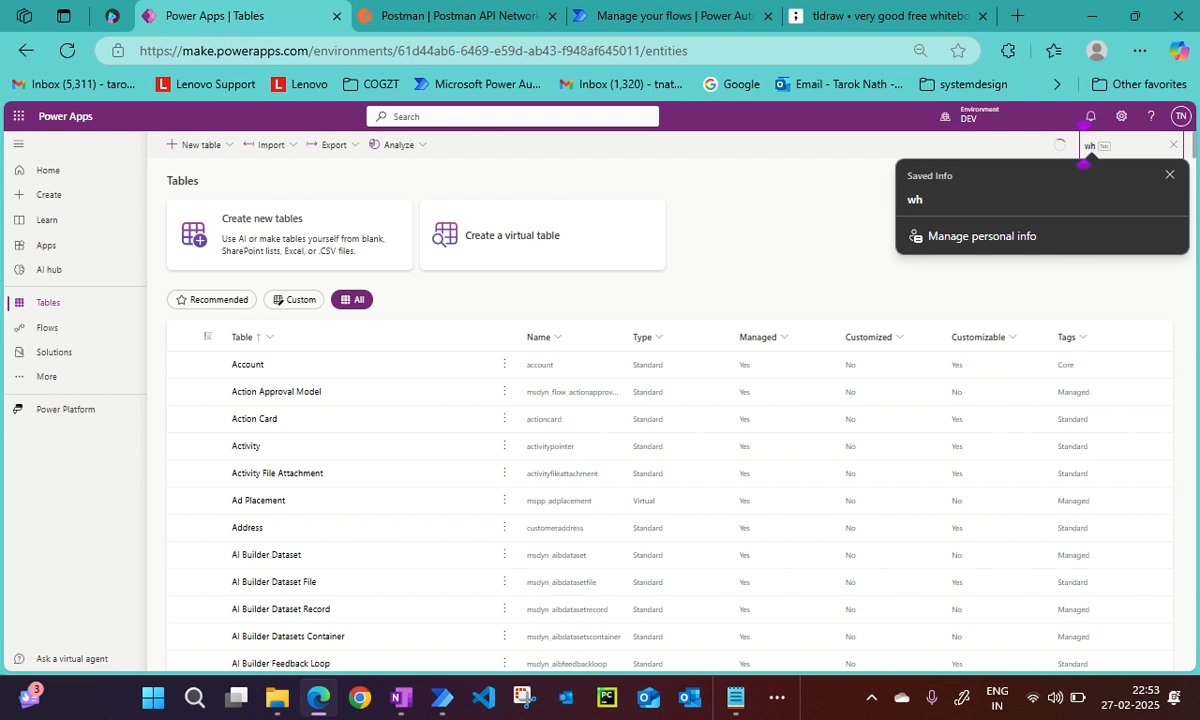 Power Apps | Tables
Postman | Postman API Network
Manage your flows | Power Aut
tldraw • very good free whitebo
https://make.powerapps.com/environments/61d44ab6-6469-e59d-ab43-f948af645011/entities
Inbox (5,311) - taro...
Lenovo Support
Lenovo
COGZT
Microsoft Power Au...
Inbox (1,320) - tnat...
Google
Email - Tarok Nath -...
systemdesign
Other favorites
Power Apps
Search
Environment
DEV
TN
New table
Import
Export
Analyze
wh
Tab
Saved Info
wh
Manage personal info
Home
Create
Learn
Apps
AI hub
Tables
Flows
Solutions
More
Power Platform
Ask a virtual agent
Tables
Create new tables
Use AI or make tables yourself from blank,
SharePoint lists, Excel, or .CSV files.
Create a virtual table
Recommended
Custom
All
Table ↑ Name Type Managed Customized Customizable Tags
Account account Standard Yes No Yes Core
Action Approval Model msdyn_flow_actionapprov... Standard Yes No No Managed
Action Card actioncard Standard Yes No Yes Standard
Activity activitypointer Standard Yes No Yes Standard
Activity File Attachment activityfileattachment Standard Yes No Yes Standard
Ad Placement mspp_adplacement Virtual Yes No No Managed
Address customeraddress Standard Yes No Yes Standard
AI Builder Dataset msdyn_aibdataset Standard Yes No No Managed
AI Builder Dataset File msdyn_aibdatasetfile Standard Yes No Yes Standard
AI Builder Dataset Record msdyn_aibdatasetrecord Standard Yes No No Managed
AI Builder Datasets Container msdyn_aibdatasetscontainer Standard Yes No No Managed
AI Builder Feedback Loop msdyn_aibfeedbackloop Standard Yes No Yes Standard
3
PC
ENG
IN
22:53
27-02-2025